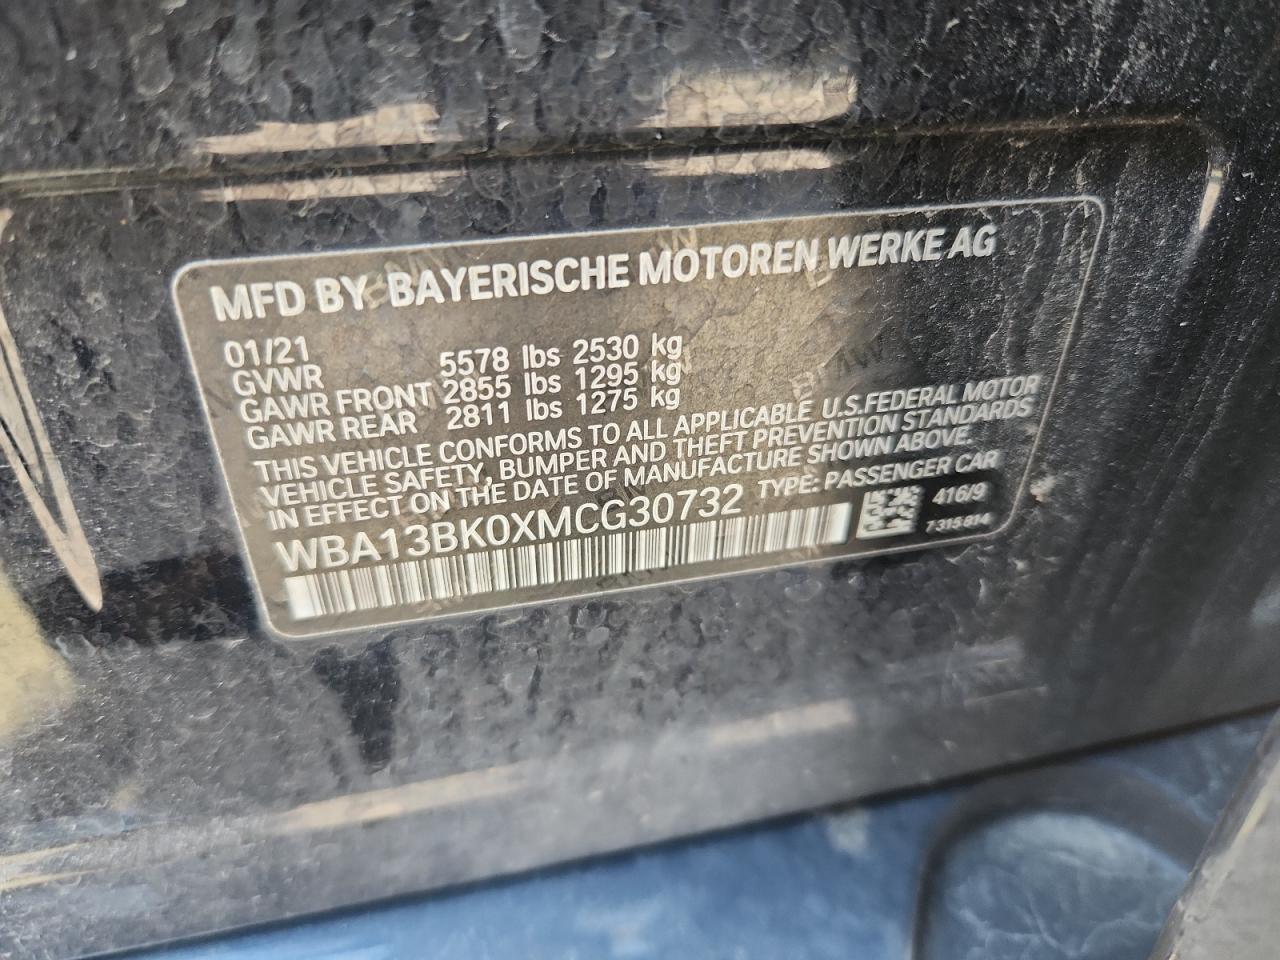 MFD BY BAYERISCHE MOTOREN WERKE AG
01/21
GVWR 5578 lbs 2530 kg
GAWR FRONT 2855 lbs 1295 kg
GAWR REAR 2811 lbs 1275 kg
THIS VEHICLE CONFORMS TO ALL APPLICABLE U.S.FEDERAL MOTOR
VEHICLE SAFETY, BUMPER AND THEFT PREVENTION STANDARDS
IN EFFECT ON THE DATE OF MANUFACTURE SHOWN ABOVE.
WBA13BK0XMCG30732 TYPE: PASSENGER CAR
416/9
7315814